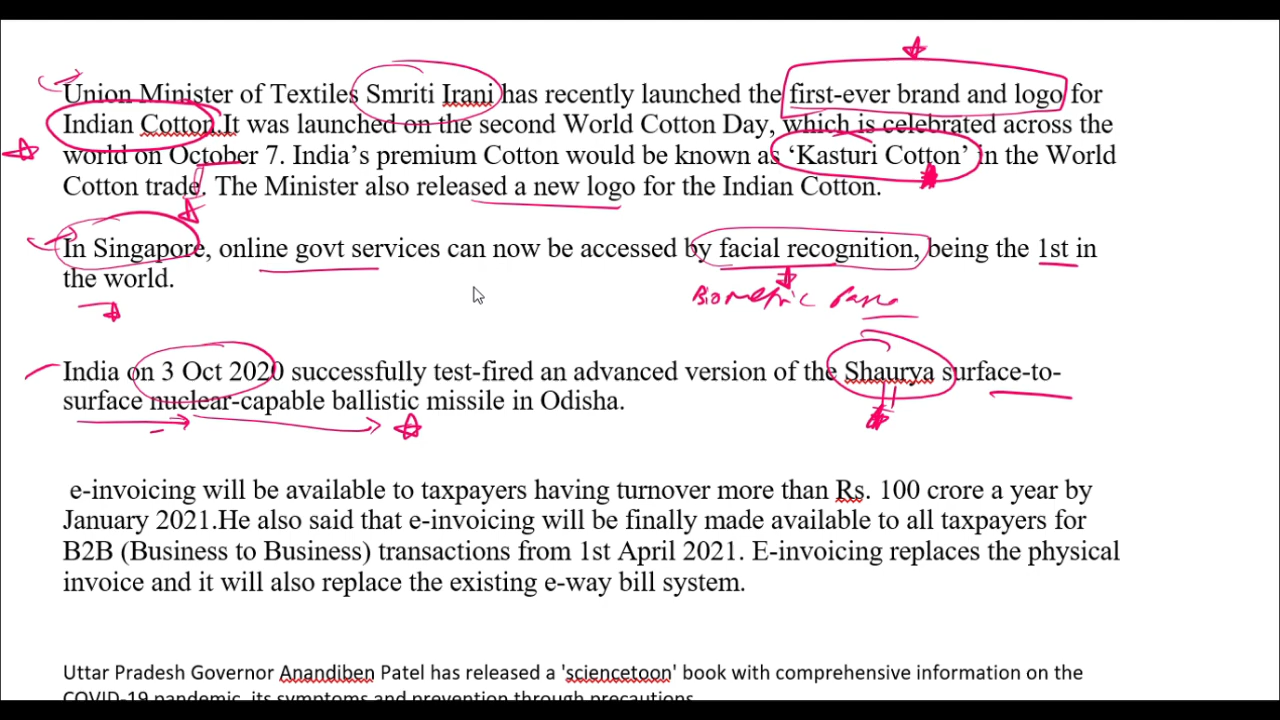 Union Minister of Textiles Smriti Irani has recently launched the first-ever brand and logo for
Indian Cotton.It was launched on the second World Cotton Day, which is celebrated across the
world on October 7. India's premium Cotton would be known as 'Kasturi Cotton' in the World
Cotton trade. The Minister also released a new logo for the Indian Cotton.
In Singapore, online govt services can now be accessed by facial recognition, being the 1st in
the world.
Biometric
India on 3 Oct 2020 successfully test-fired an advanced version of the Shaurya surface-to-
surface nuclear-capable ballistic missile in Odisha.
e-invoicing will be available to taxpayers having turnover more than Rs. 100 crore a year by
January 2021.He also said that e-invoicing will be finally made available to all taxpayers for
B2B (Business to Business) transactions from 1st April 2021. E-invoicing replaces the physical
invoice and it will also replace the existing e-way bill system.
Uttar Pradesh Governor Anandiben Patel has released a 'sciencetoon' book with comprehensive information on the
COVID-19 pandemic, its symptoms and prevention through precautions.